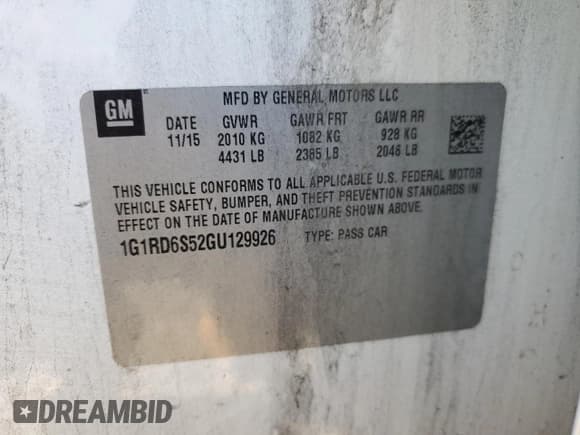 GM
MFD BY GENERAL MOTORS LLC
DATE GVWR GAWR FRT GAWR RR
11/15 2010 KG 1082 KG 928 KG
4431 LB 2385 LB 2046 LB
THIS VEHICLE CONFORMS TO ALL APPLICABLE U.S. FEDERAL MOTOR
VEHICLE SAFETY, BUMPER, AND THEFT PREVENTION STANDARDS IN
EFFECT ON THE DATE OF MANUFACTURE SHOWN ABOVE.
1G1RD6S52GU129926 TYPE: PASS CAR
DREAMBID